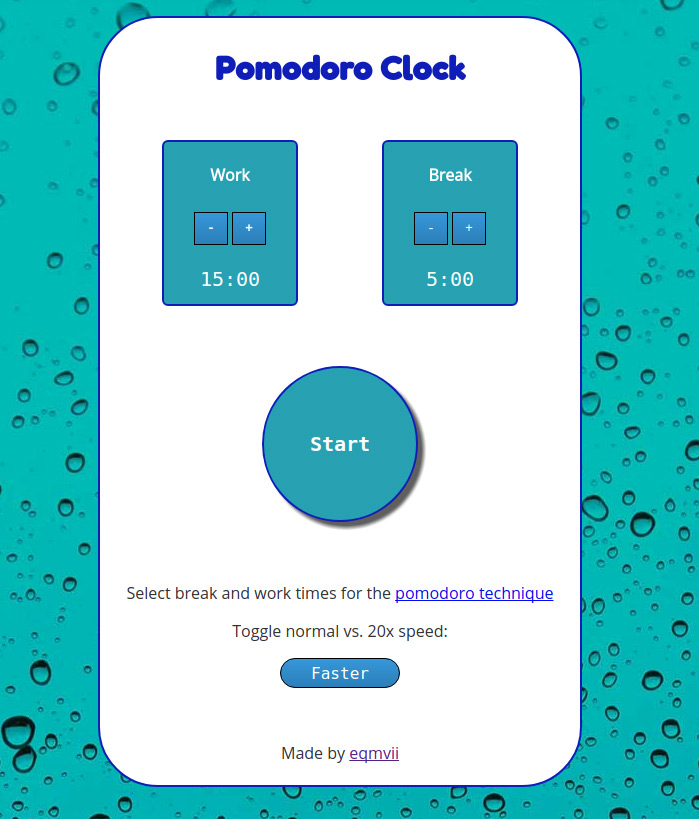 Pomodoro Clock
Work
- +
15:00
Break
- +
5:00
Start
Select break and work times for the pomodoro technique
Toggle normal vs. 20x speed:
Faster
Made by eqmvii